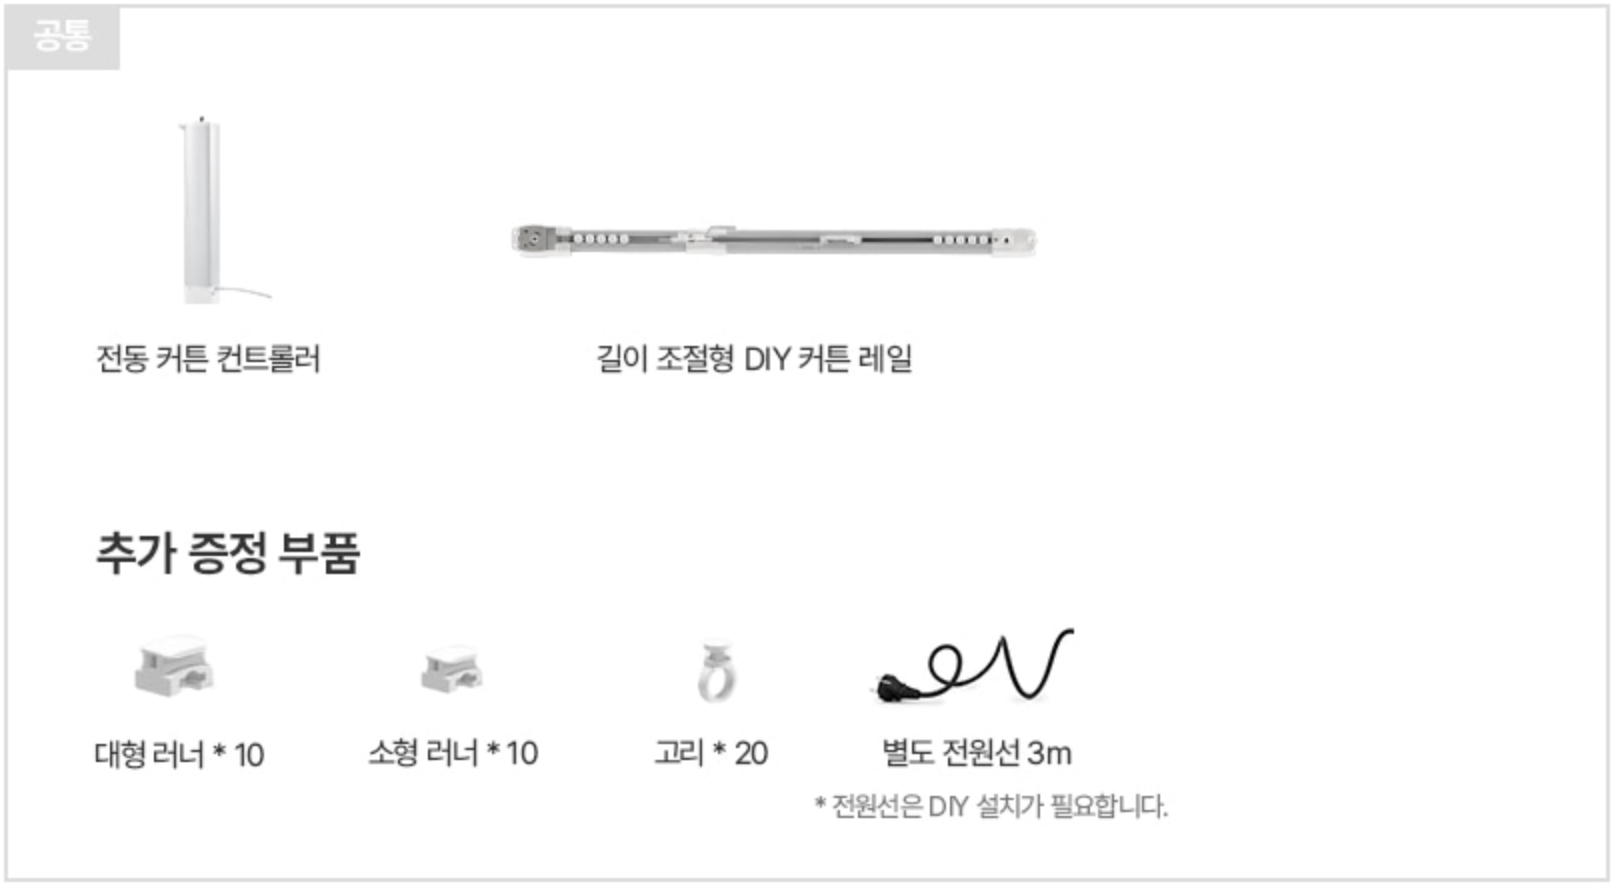 공통
전동 커튼 컨트롤러
길이 조절형 DIY 커튼 레일
추가 증정 부품
대형 러너 * 10
소형 러너 * 10
고리 * 20
별도 전원선 3m
* 전원선은 DIY 설치가 필요합니다.